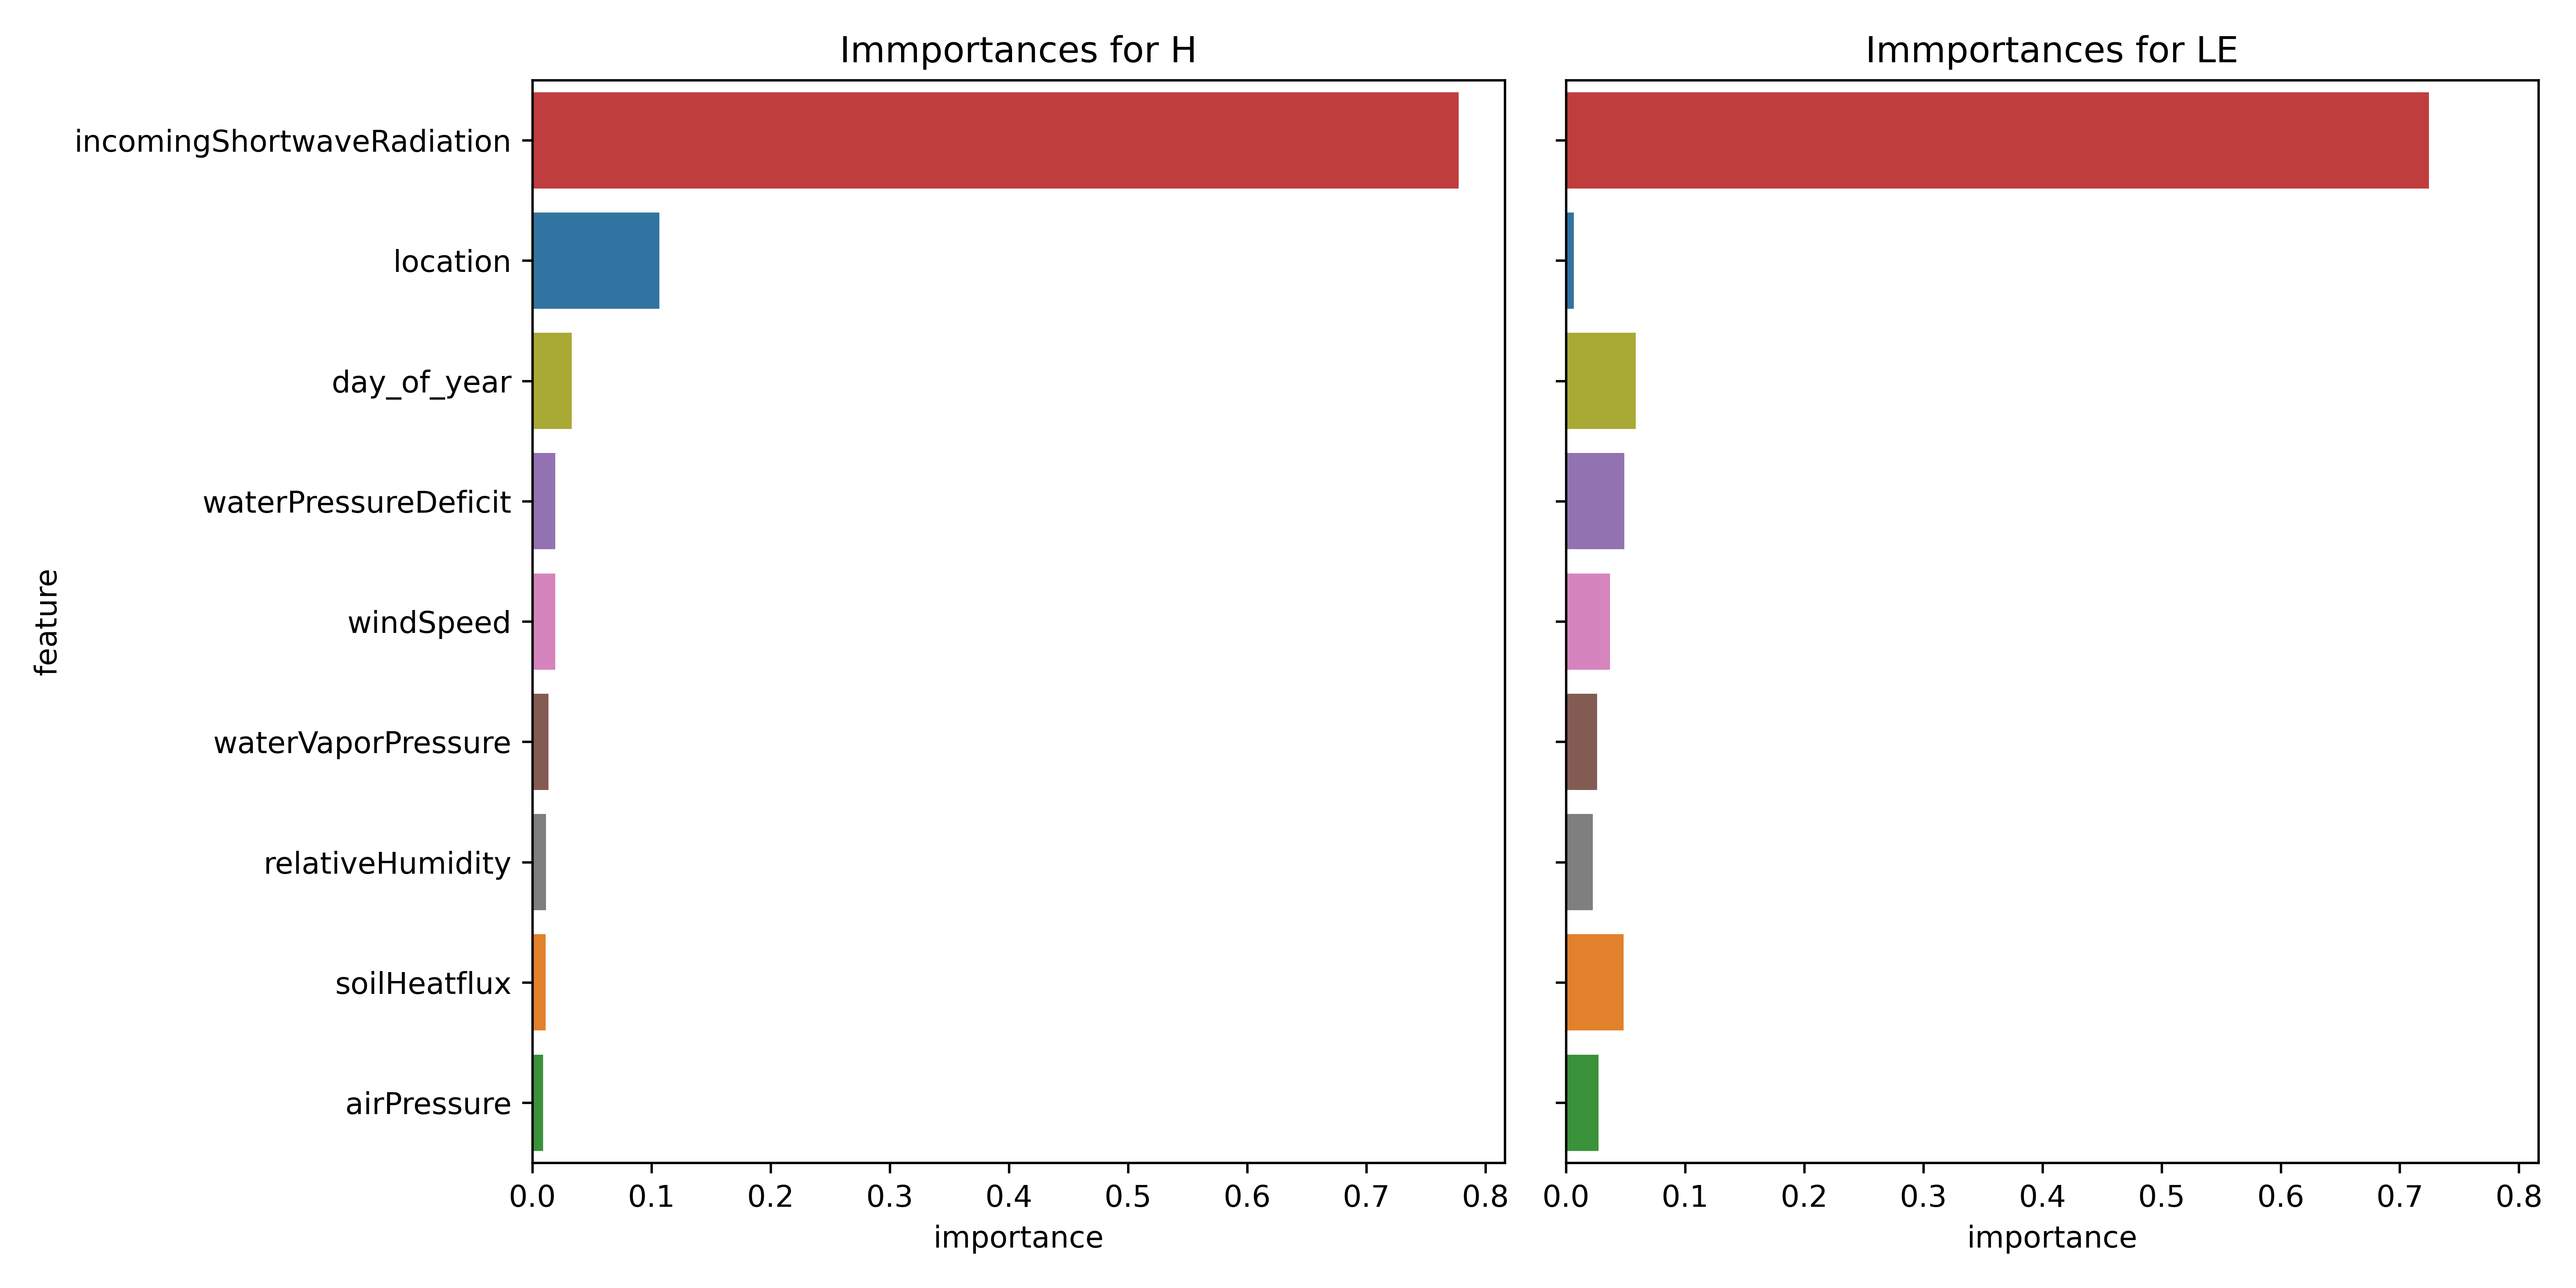 Immportances for H
Immportances for LE
feature
incomingShortwaveRadiation
location
day_of_year
waterPressureDeficit
windSpeed
waterVaporPressure
relativeHumidity
soilHeatflux
airPressure
0.0 0.1 0.2 0.3 0.4 0.5 0.6 0.7 0.8
importance
0.0 0.1 0.2 0.3 0.4 0.5 0.6 0.7 0.8
importance